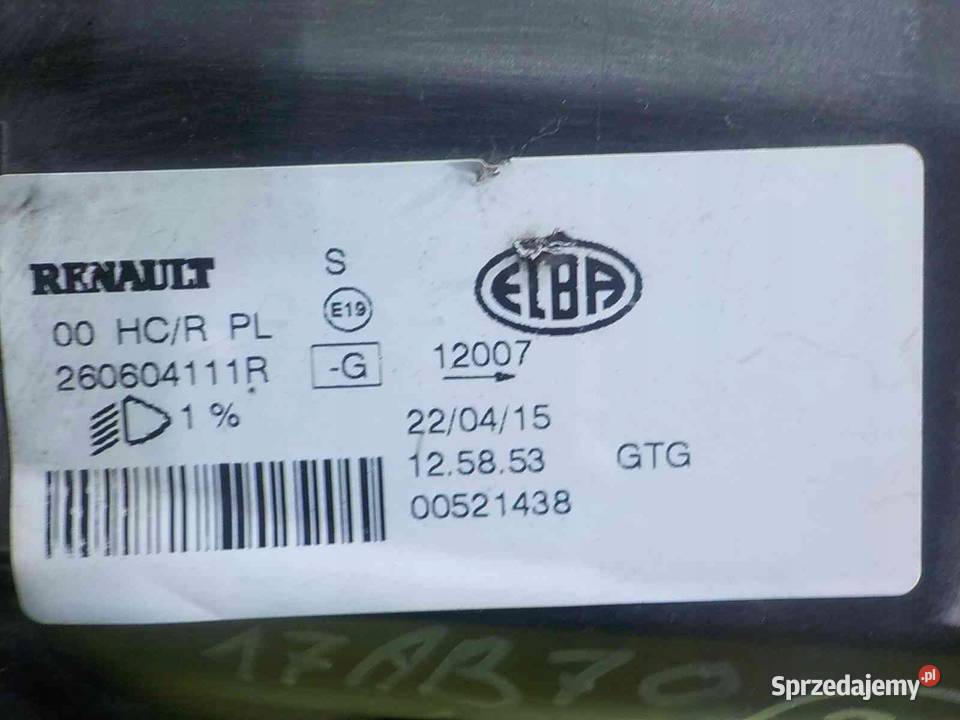 RENAULT
S
ELBA
00 HC/R PL
E19
260604111R
-G
12007
1 %
22/04/15
12.58.53 GTG
00521438
17AB70
Sprzedajemy.pl